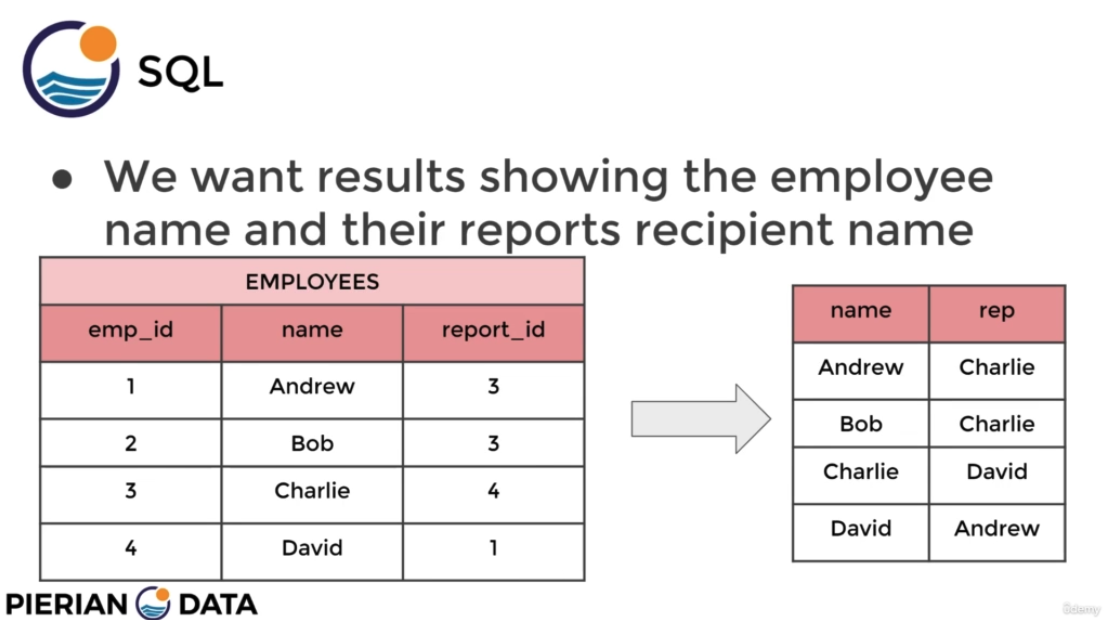 SQL
● We want results showing the employee
name and their reports recipient name
EMPLOYEES
emp_id name report_id
1 Andrew 3
2 Bob 3
3 Charlie 4
4 David 1
name rep
Andrew Charlie
Bob Charlie
Charlie David
David Andrew
PIERIAN DATA
ûdemy